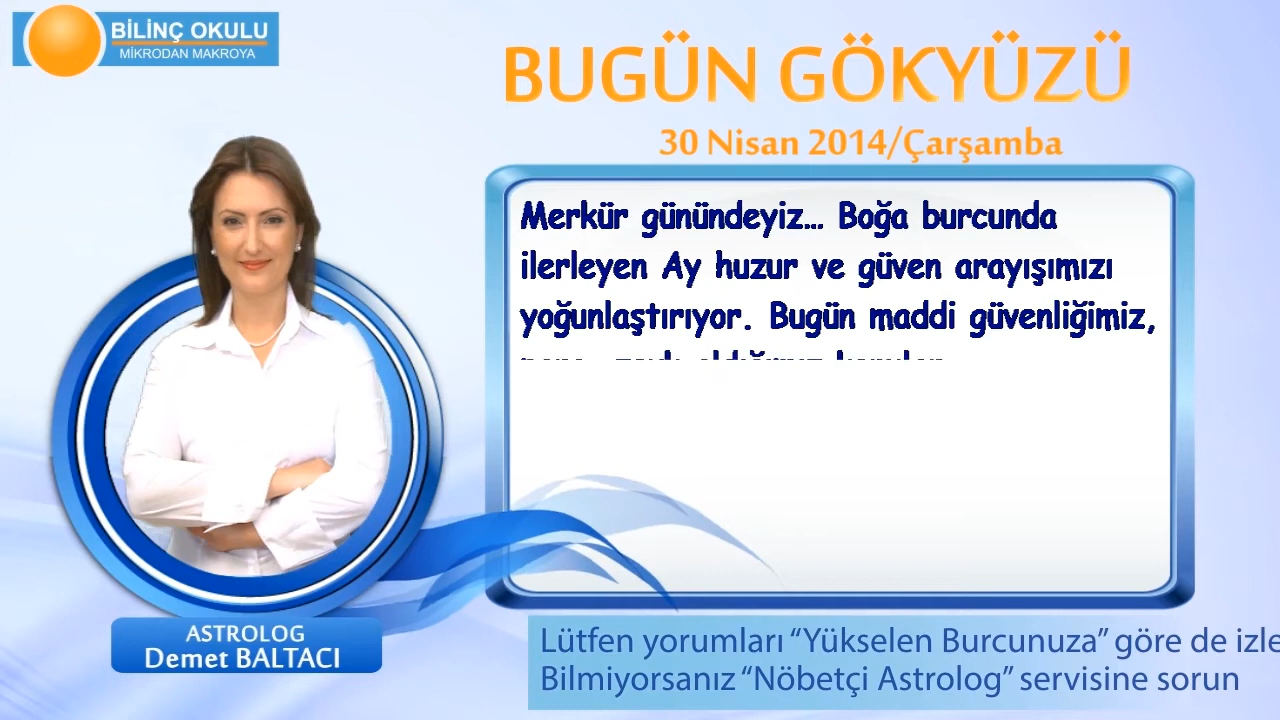 BİLİNÇ OKULU
MİKRODAN MAKROYA
BUGÜN GÖKYÜZÜ
30 Nisan 2014/Çarşamba
Merkür günündeyiz... Boğa burcunda
ilerleyen Ay huzur ve güven arayışımızı
yoğunlaştırıyor. Bugün maddi güvenliğimiz,
ASTROLOG
Demet BALTACI
Lütfen yorumları “Yükselen Burcunuza” göre de izle
Bilmiyorsanız “Nöbetçi Astrolog” servisine sorun